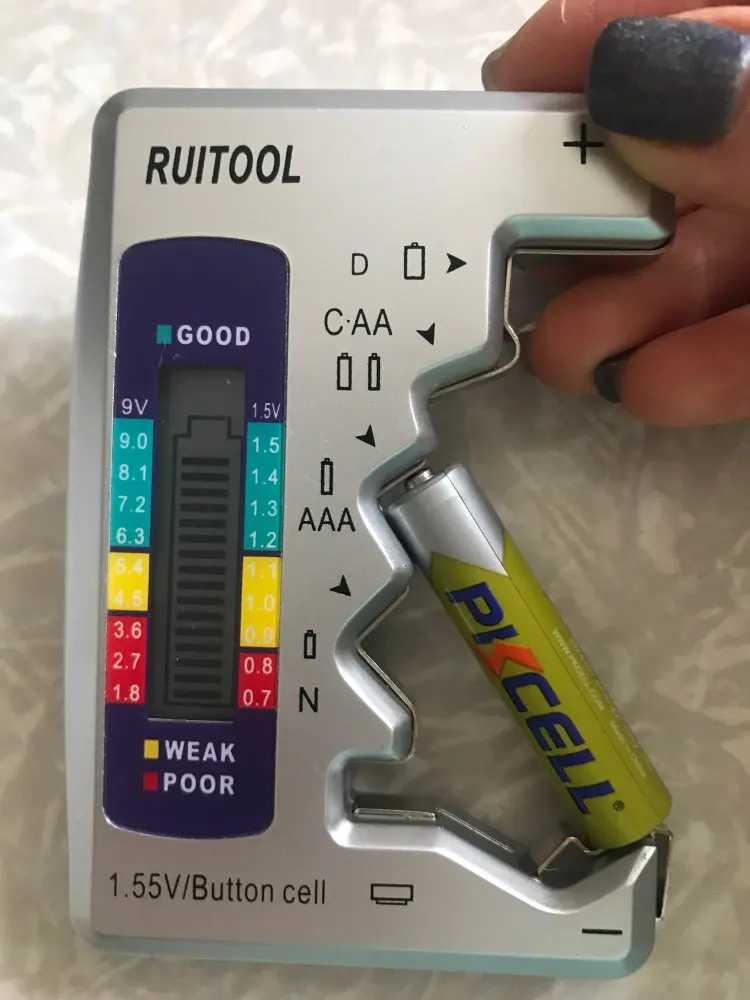 RUITOOL
+
D
C·AA
AAA
N
GOOD
9V 1.5V
9.0 1.5
8.1 1.4
7.2 1.3
6.3 1.2
5.4 1.1
4.5 1.0
0.9
3.6 0.8
2.7 0.7
1.8
WEAK
POOR
1.55V/Button cell
−
PKCELL®